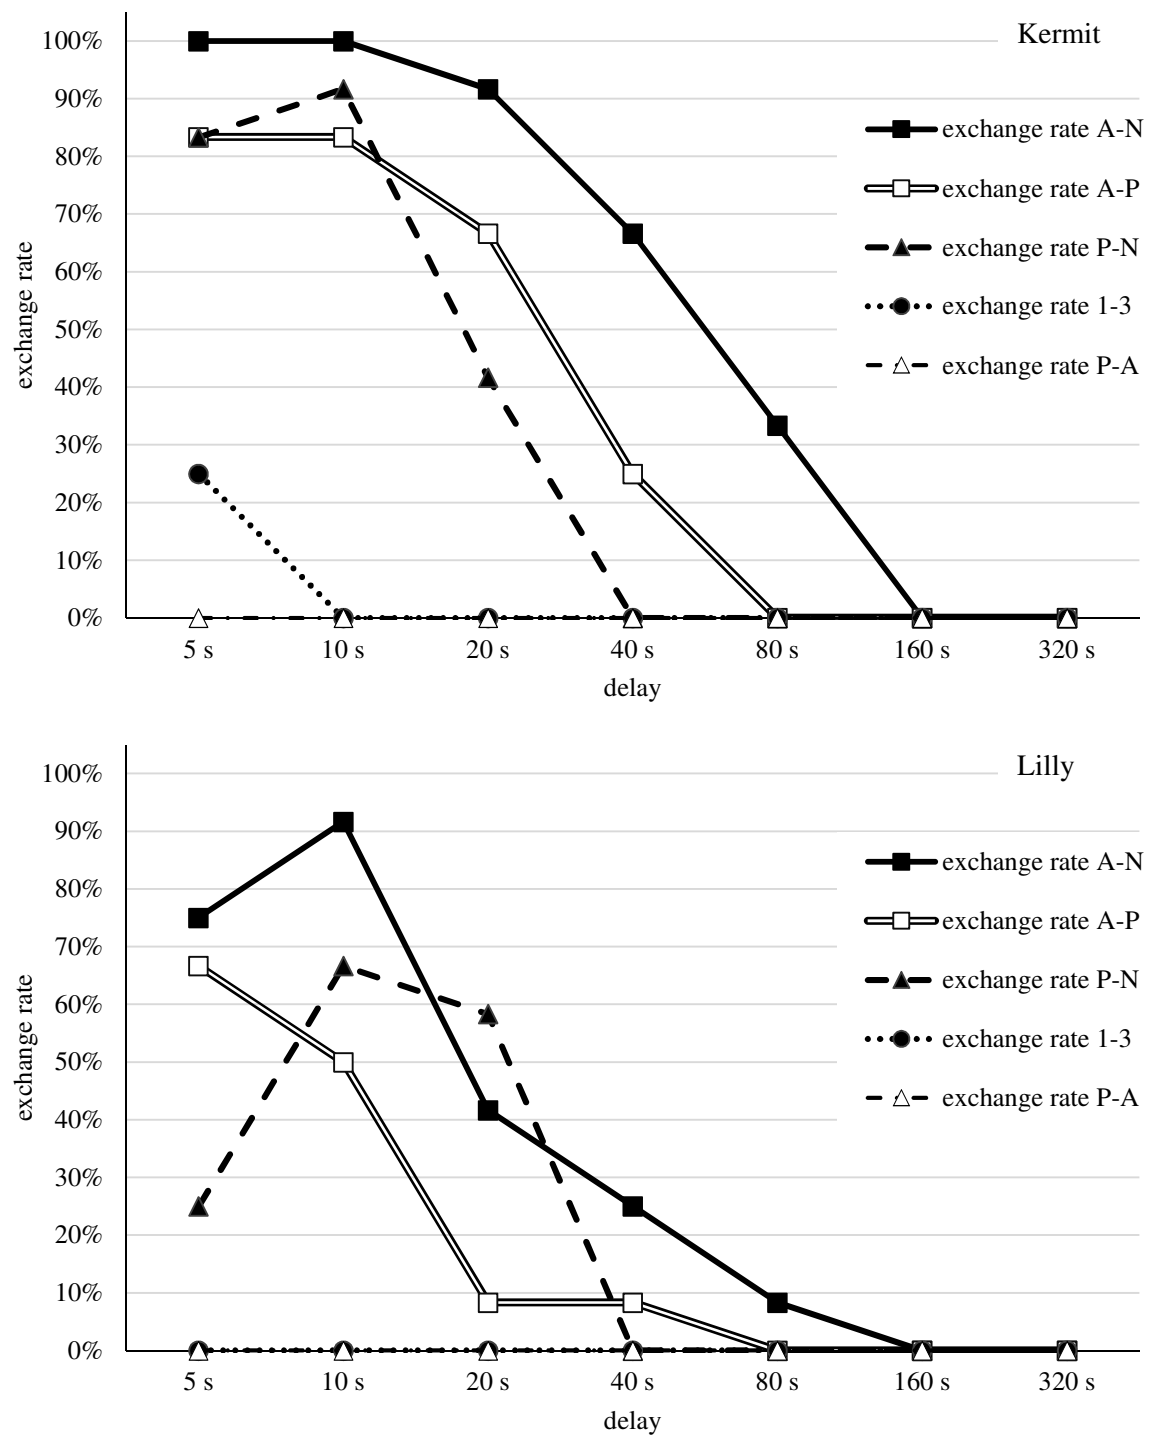 Kermit
100%
90%
80%
70%
60%
50%
40%
30%
20%
10%
0%
exchange rate
exchange rate A-N
exchange rate A-P
exchange rate P-N
exchange rate 1-3
exchange rate P-A
5 s 10 s 20 s 40 s 80 s 160 s 320 s
delay
Lilly
100%
90%
80%
70%
60%
50%
40%
30%
20%
10%
0%
exchange rate
exchange rate A-N
exchange rate A-P
exchange rate P-N
exchange rate 1-3
exchange rate P-A
5 s 10 s 20 s 40 s 80 s 160 s 320 s
delay